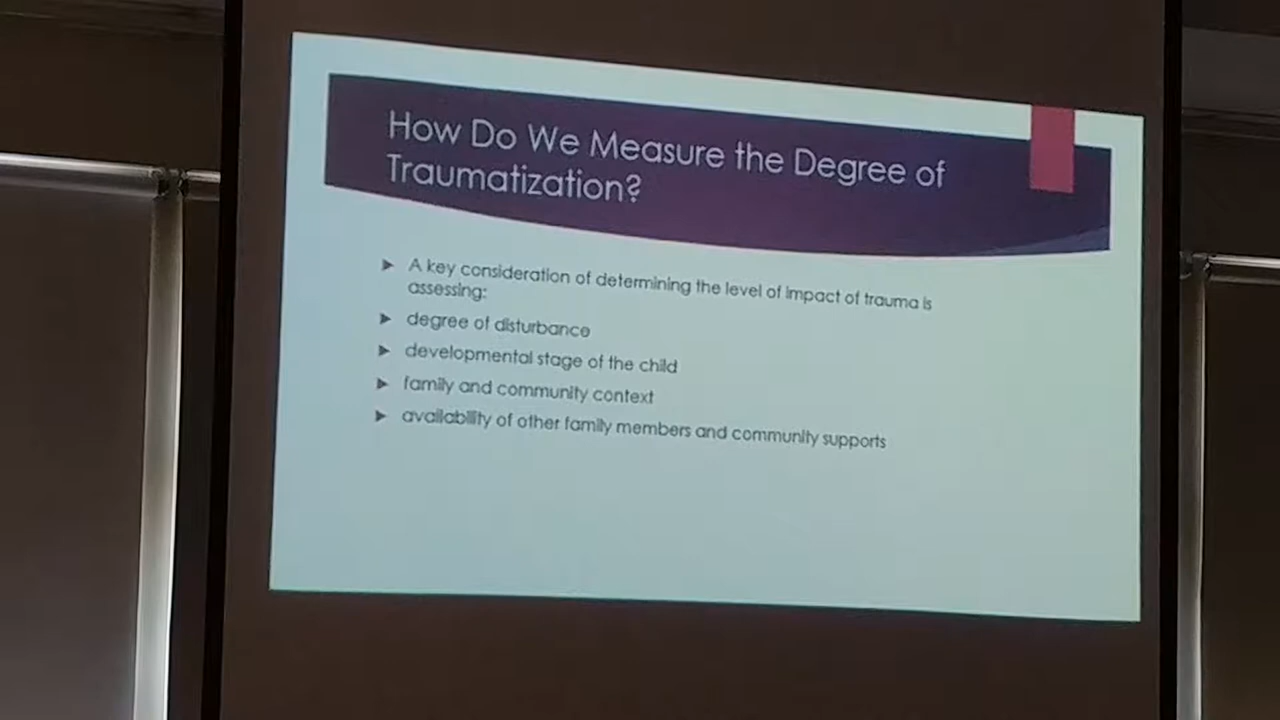 How Do We Measure the Degree of
Traumatization?
A key consideration of determining the level of impact of trauma is
assessing:
degree of disturbance
developmental stage of the child
family and community context
availability of other family members and community supports